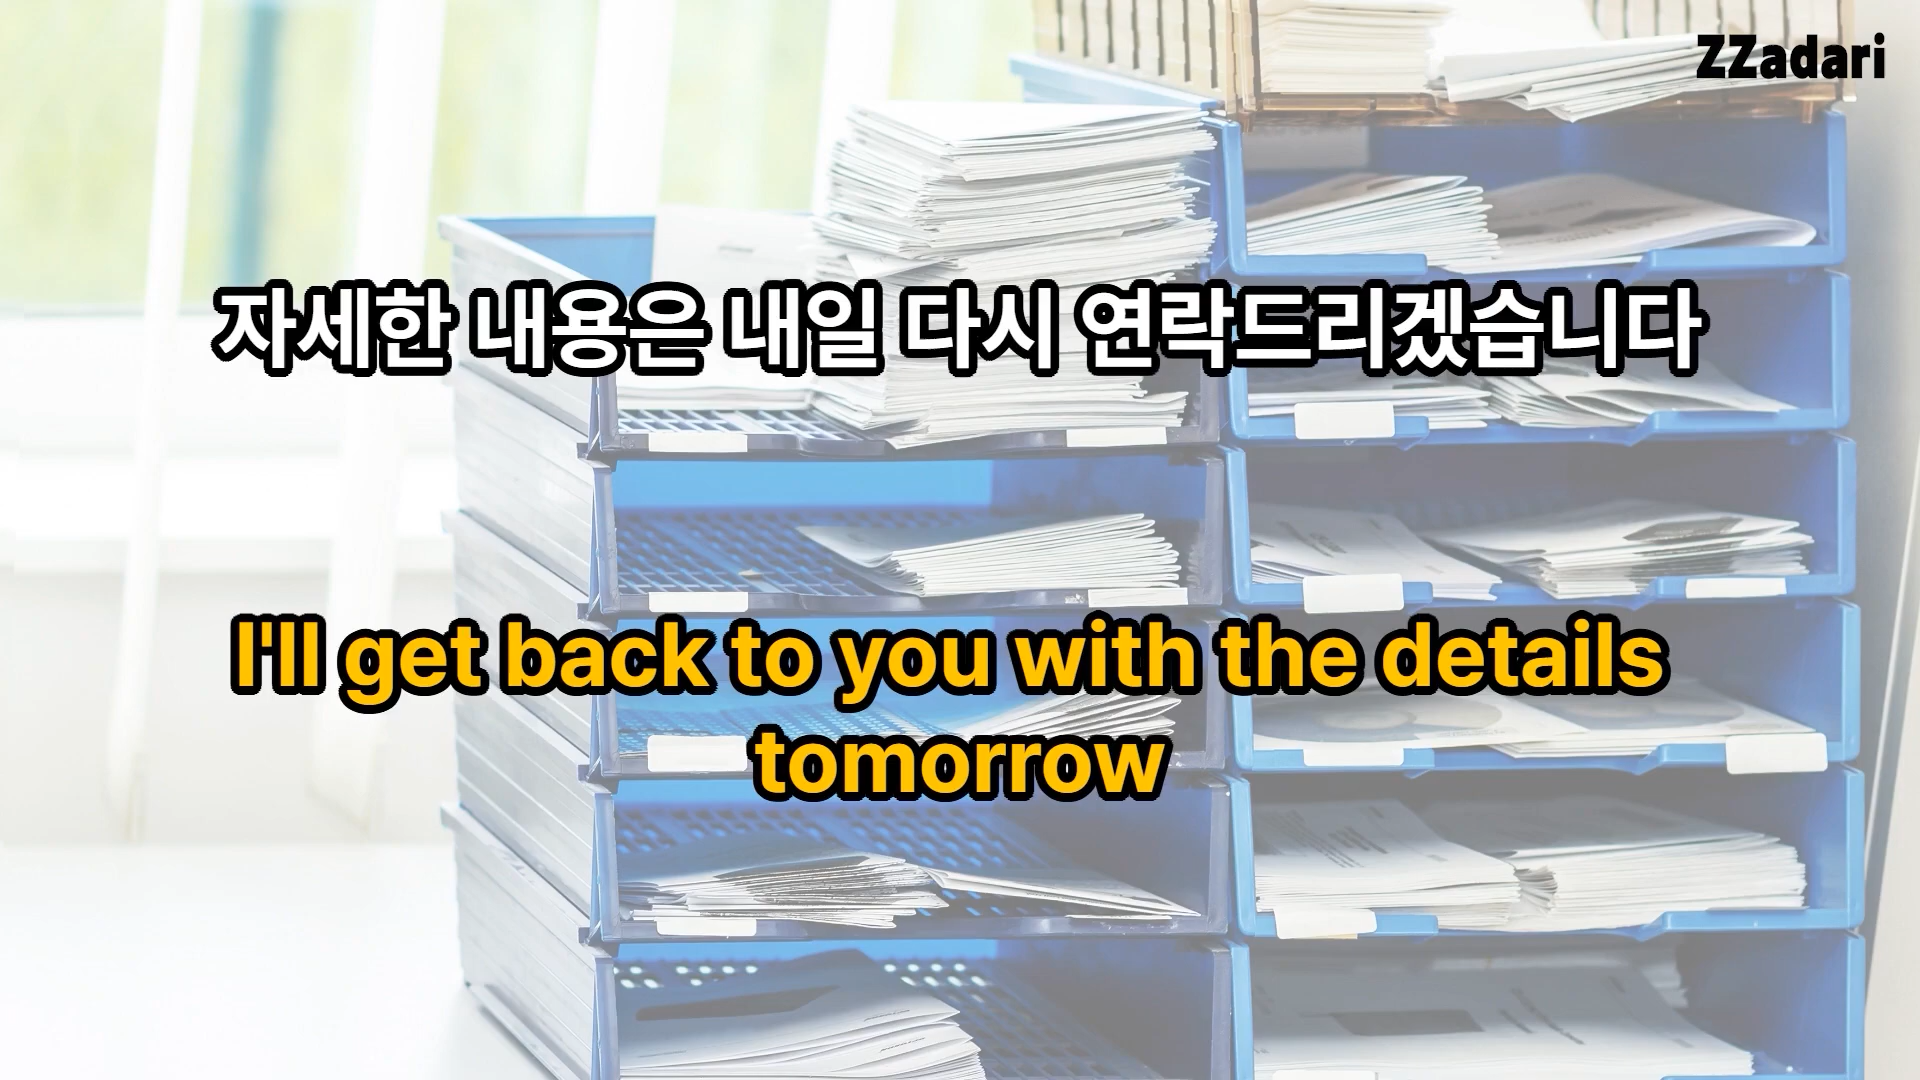 ZZadari
자세한 내용은 내일 다시 연락드리겠습니다
I'll get back to you with the details
tomorrow